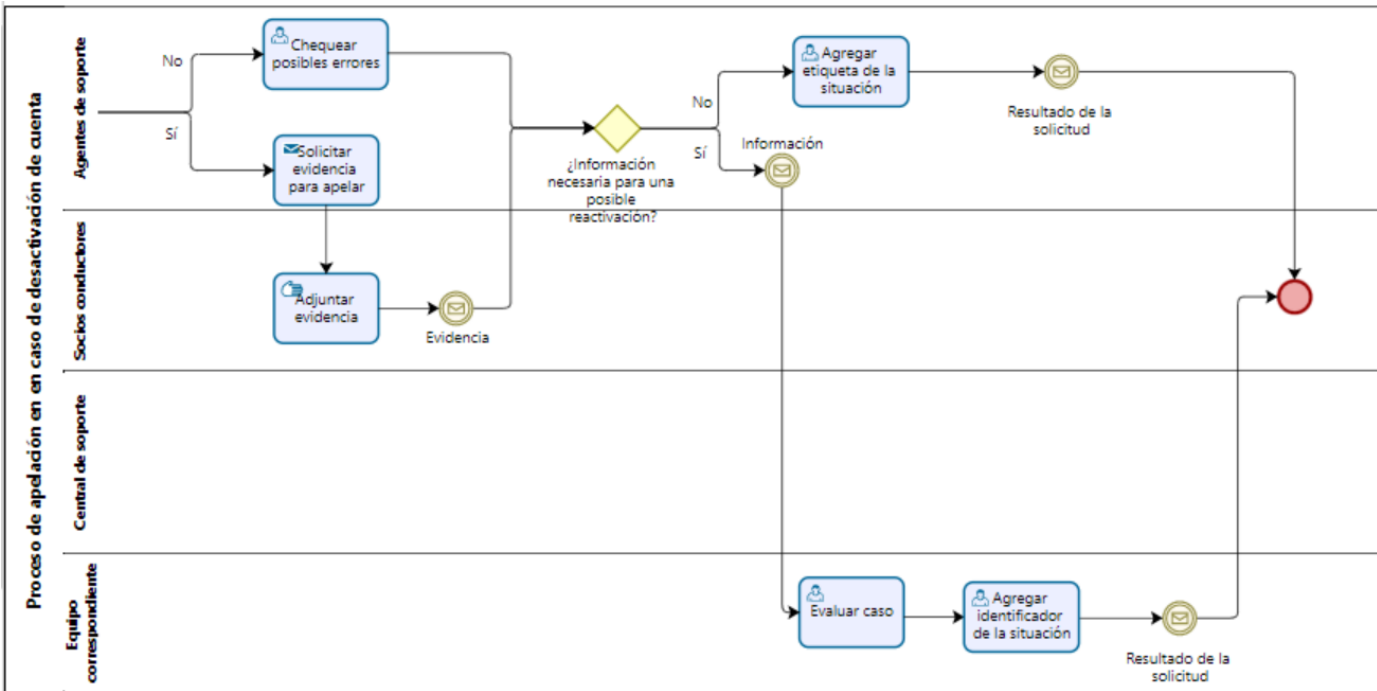 Proceso de apelación en en caso de desactivación de cuenta
Agentes de soporte
No
Sí
Chequear
posibles errores
Solicitar
evidencia
para apelar
¿Información
necesaria para una
posible
reactivación?
No
Sí
Información
Agregar
etiqueta de la
situación
Resultado de la
solicitud
Socios conductores
Adjuntar
evidencia
Evidencia
Central de soporte
Equipo
correspondiente
Evaluar caso
Agregar
identificador
de la situación
Resultado de la
solicitud